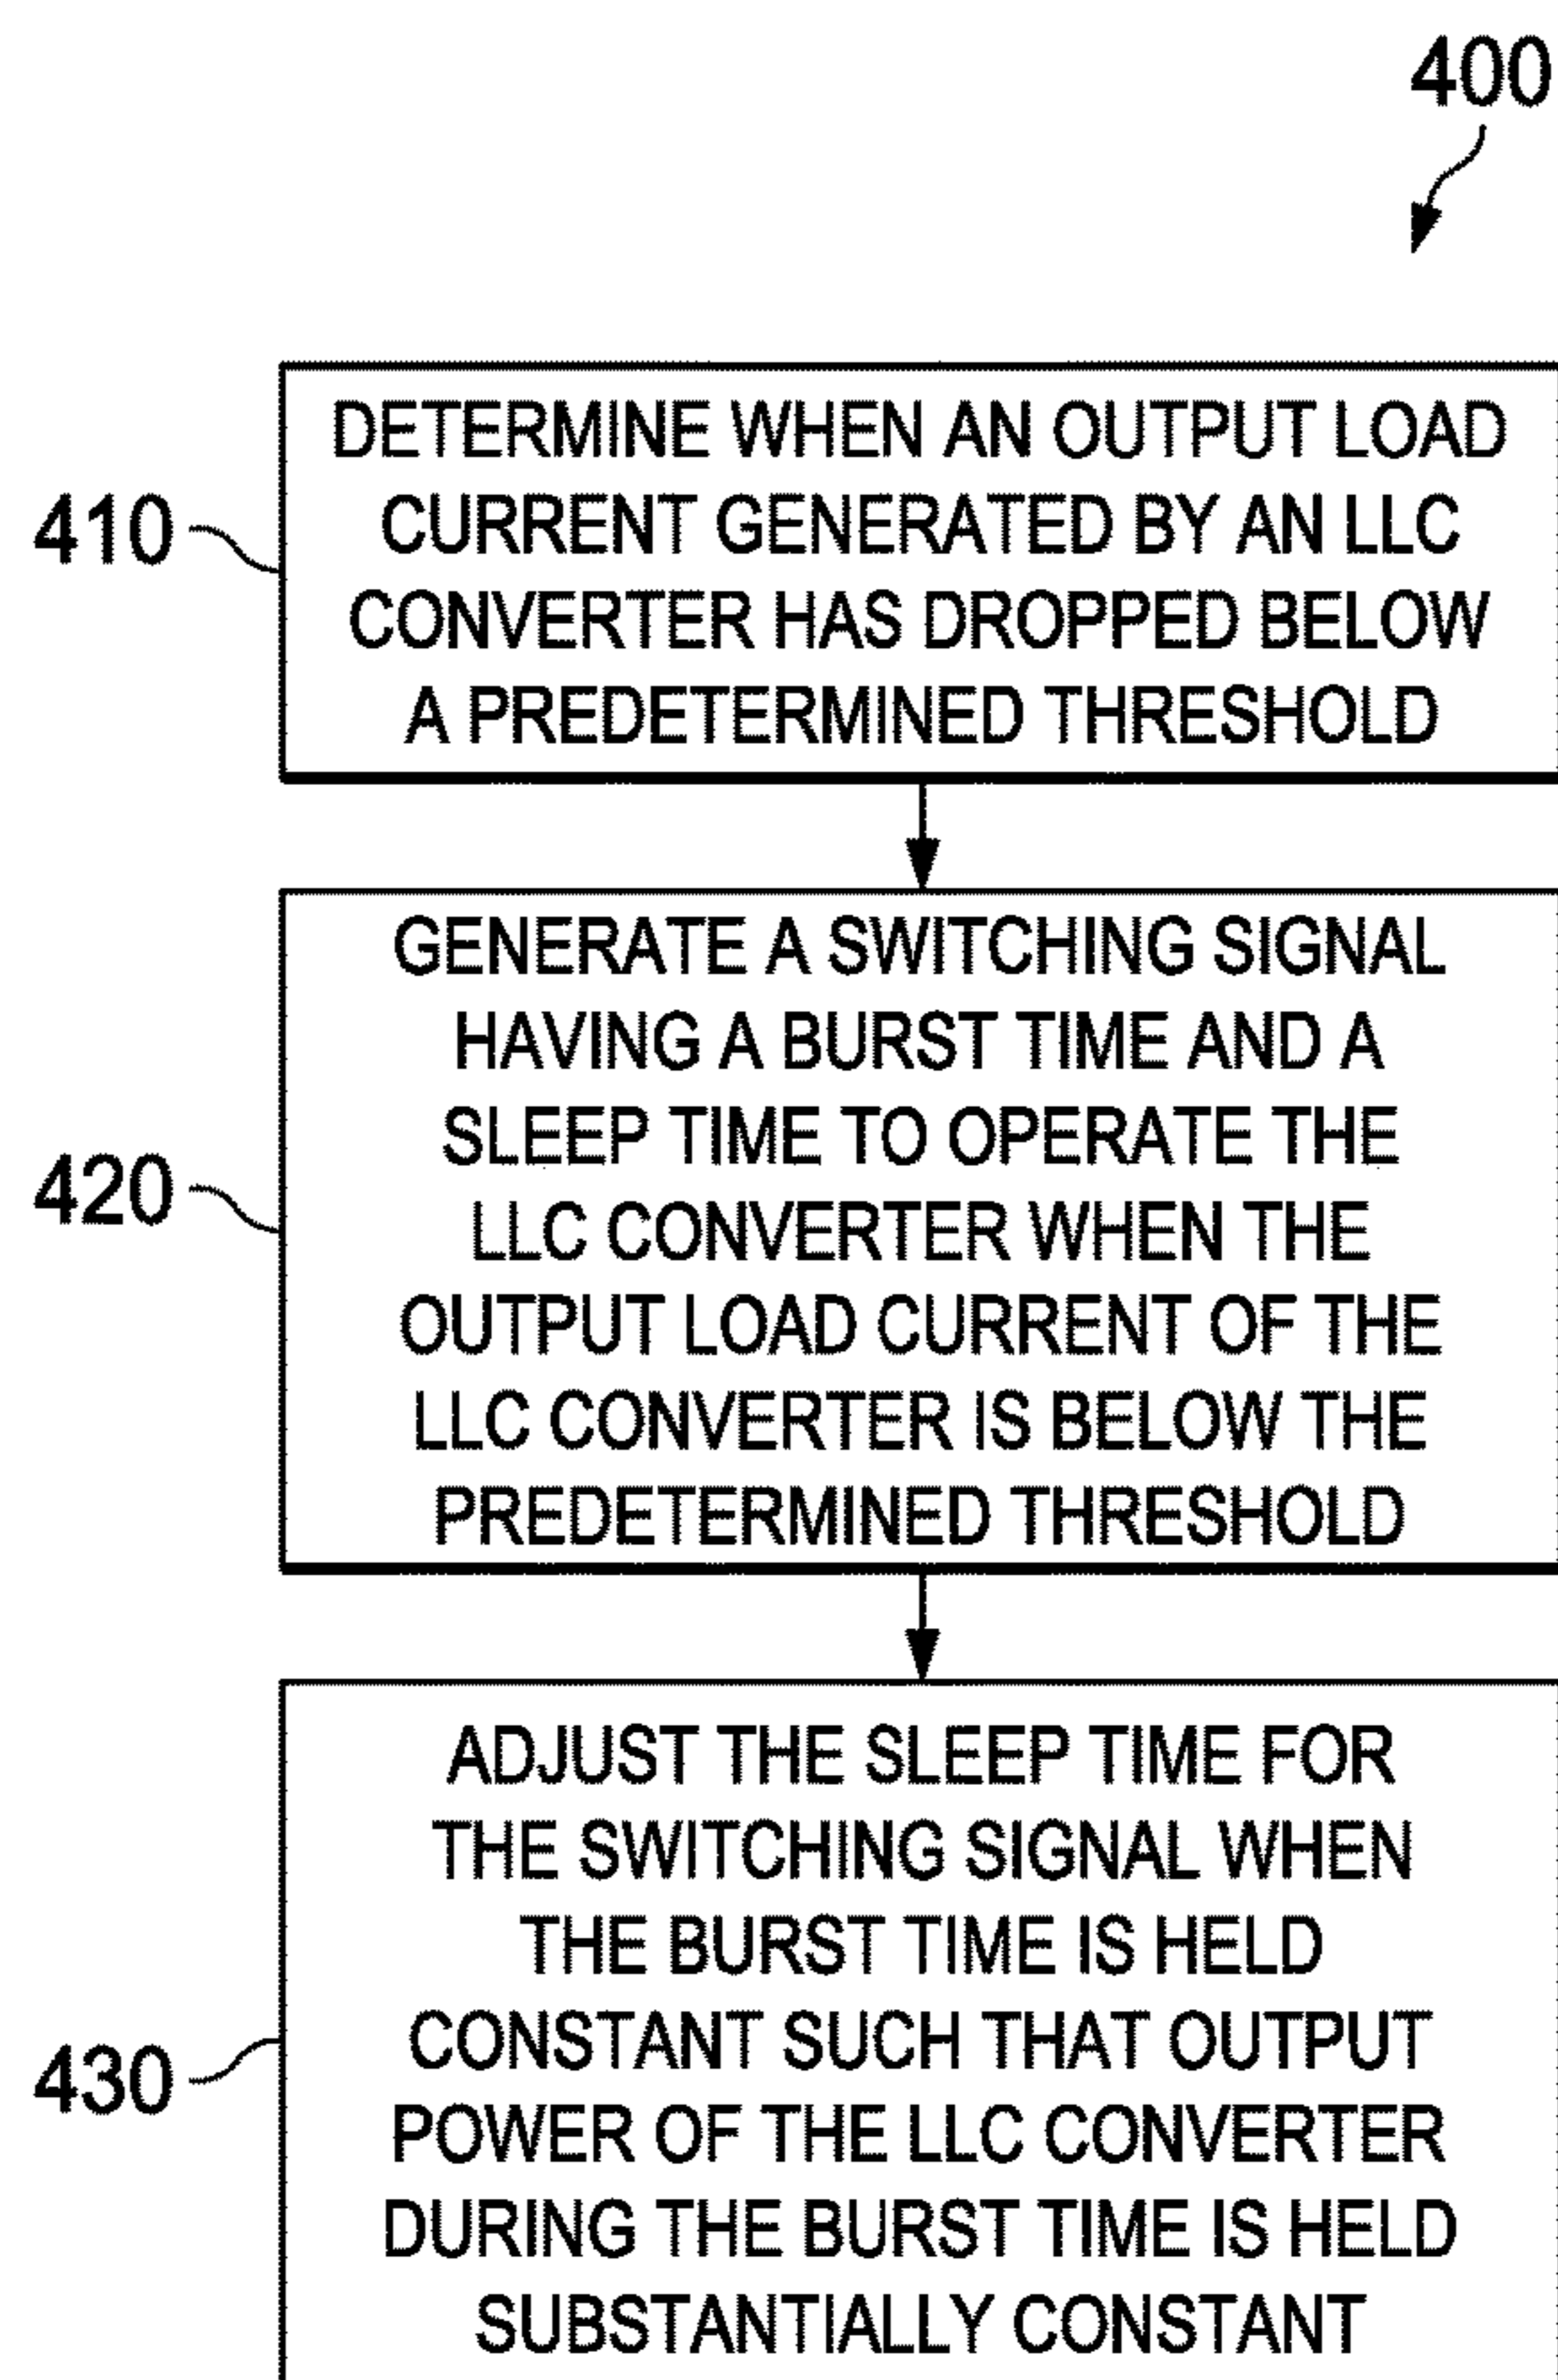 400
410
DETERMINE WHEN AN OUTPUT LOAD
CURRENT GENERATED BY AN LLC
CONVERTER HAS DROPPED BELOW
A PREDETERMINED THRESHOLD
420
GENERATE A SWITCHING SIGNAL
HAVING A BURST TIME AND A
SLEEP TIME TO OPERATE THE
LLC CONVERTER WHEN THE
OUTPUT LOAD CURRENT OF THE
LLC CONVERTER IS BELOW THE
PREDETERMINED THRESHOLD
430
ADJUST THE SLEEP TIME FOR
THE SWITCHING SIGNAL WHEN
THE BURST TIME IS HELD
CONSTANT SUCH THAT OUTPUT
POWER OF THE LLC CONVERTER
DURING THE BURST TIME IS HELD
SUBSTANTIALLY CONSTANT